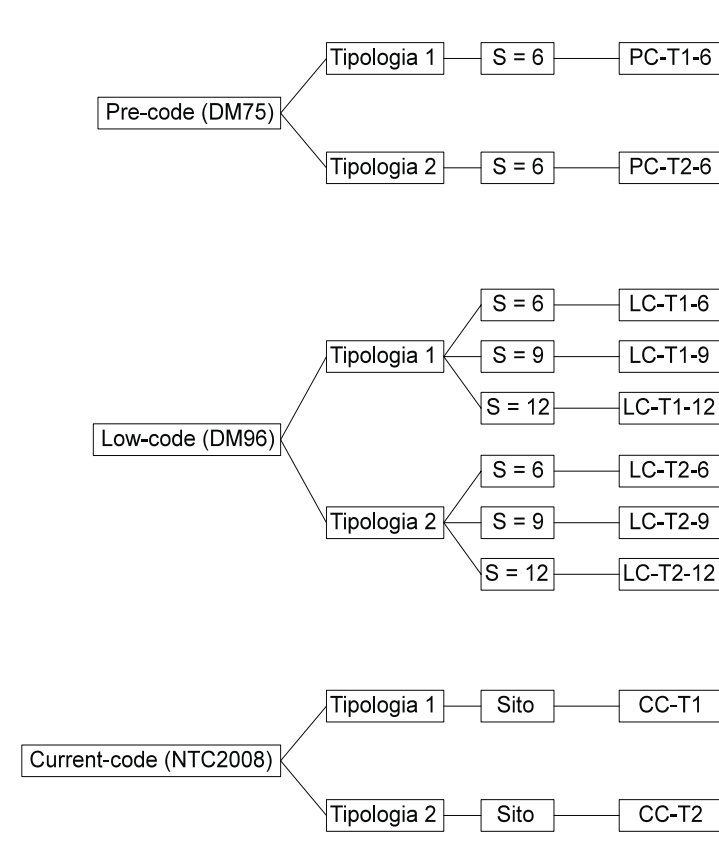 Tipologia 1 S = 6 PC-T1-6
Pre-code (DM75)
Tipologia 2 S = 6 PC-T2-6
S = 6 LC-T1-6
Tipologia 1 S = 9 LC-T1-9
S = 12 LC-T1-12
Low-code (DM96)
S = 6 LC-T2-6
Tipologia 2 S = 9 LC-T2-9
S = 12 LC-T2-12
Tipologia 1 Sito CC-T1
Current-code (NTC2008)
Tipologia 2 Sito CC-T2